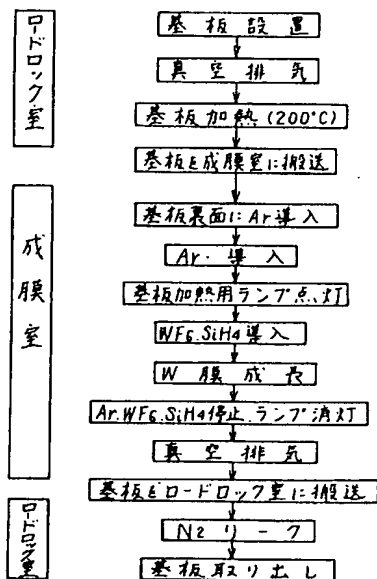 ロードロック室
基板設置
真空排気
基板加熱(200°C)
基板を成膜室に搬送
成膜室
基板裏面にAr導入
Ar・導入
基板加熱用ランプ点灯
WF6.SiH4導入
W膜成長
Ar.WF6.SiH4停止.ランプ消灯
真空排気
基板をロードロック室に搬送
ロードロック室
N2リーク
基板取り出し